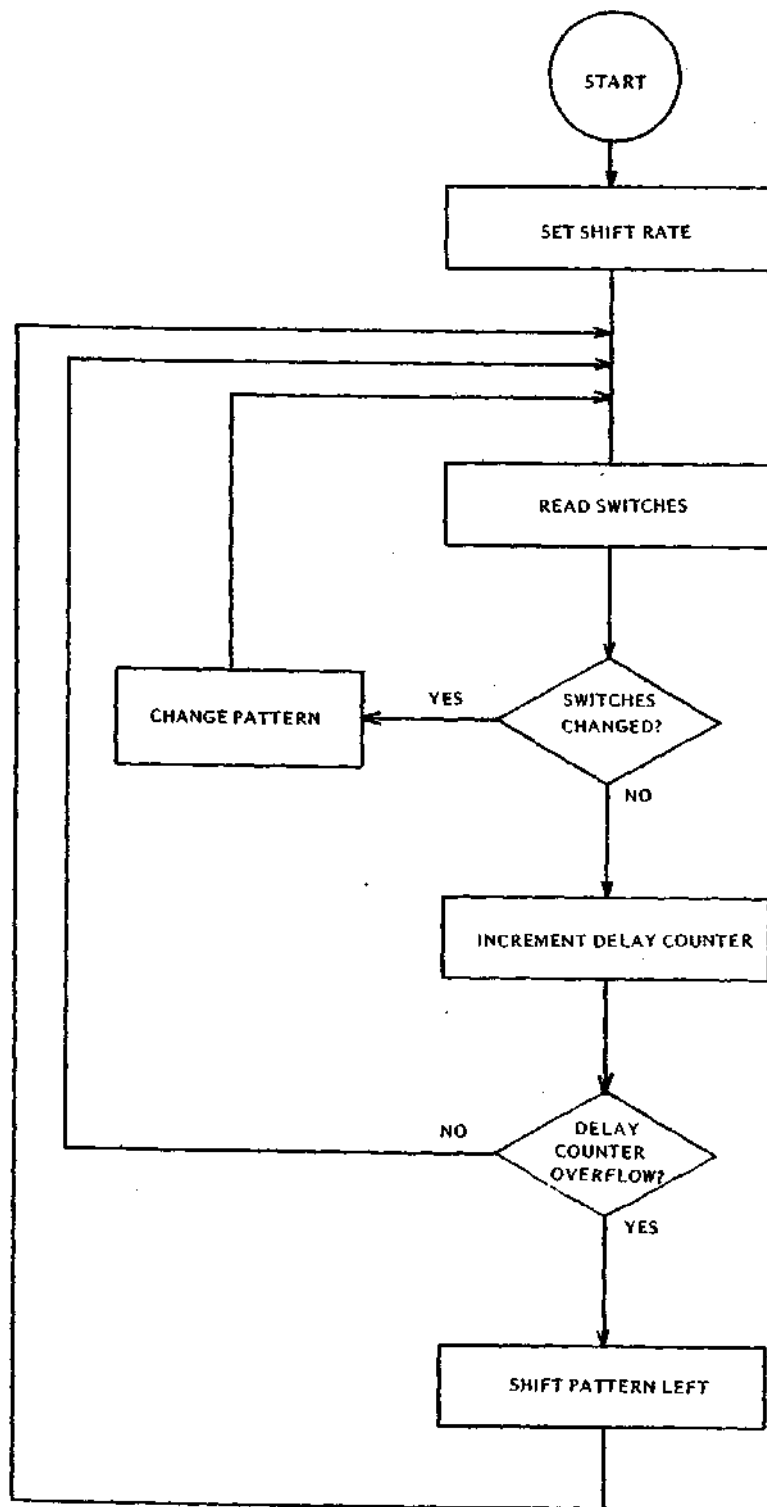 START
SET SHIFT RATE
READ SWITCHES
SWITCHES
CHANGED?
YES
CHANGE PATTERN
NO
INCREMENT DELAY COUNTER
DELAY
COUNTER
OVERFLOW?
NO
YES
SHIFT PATTERN LEFT